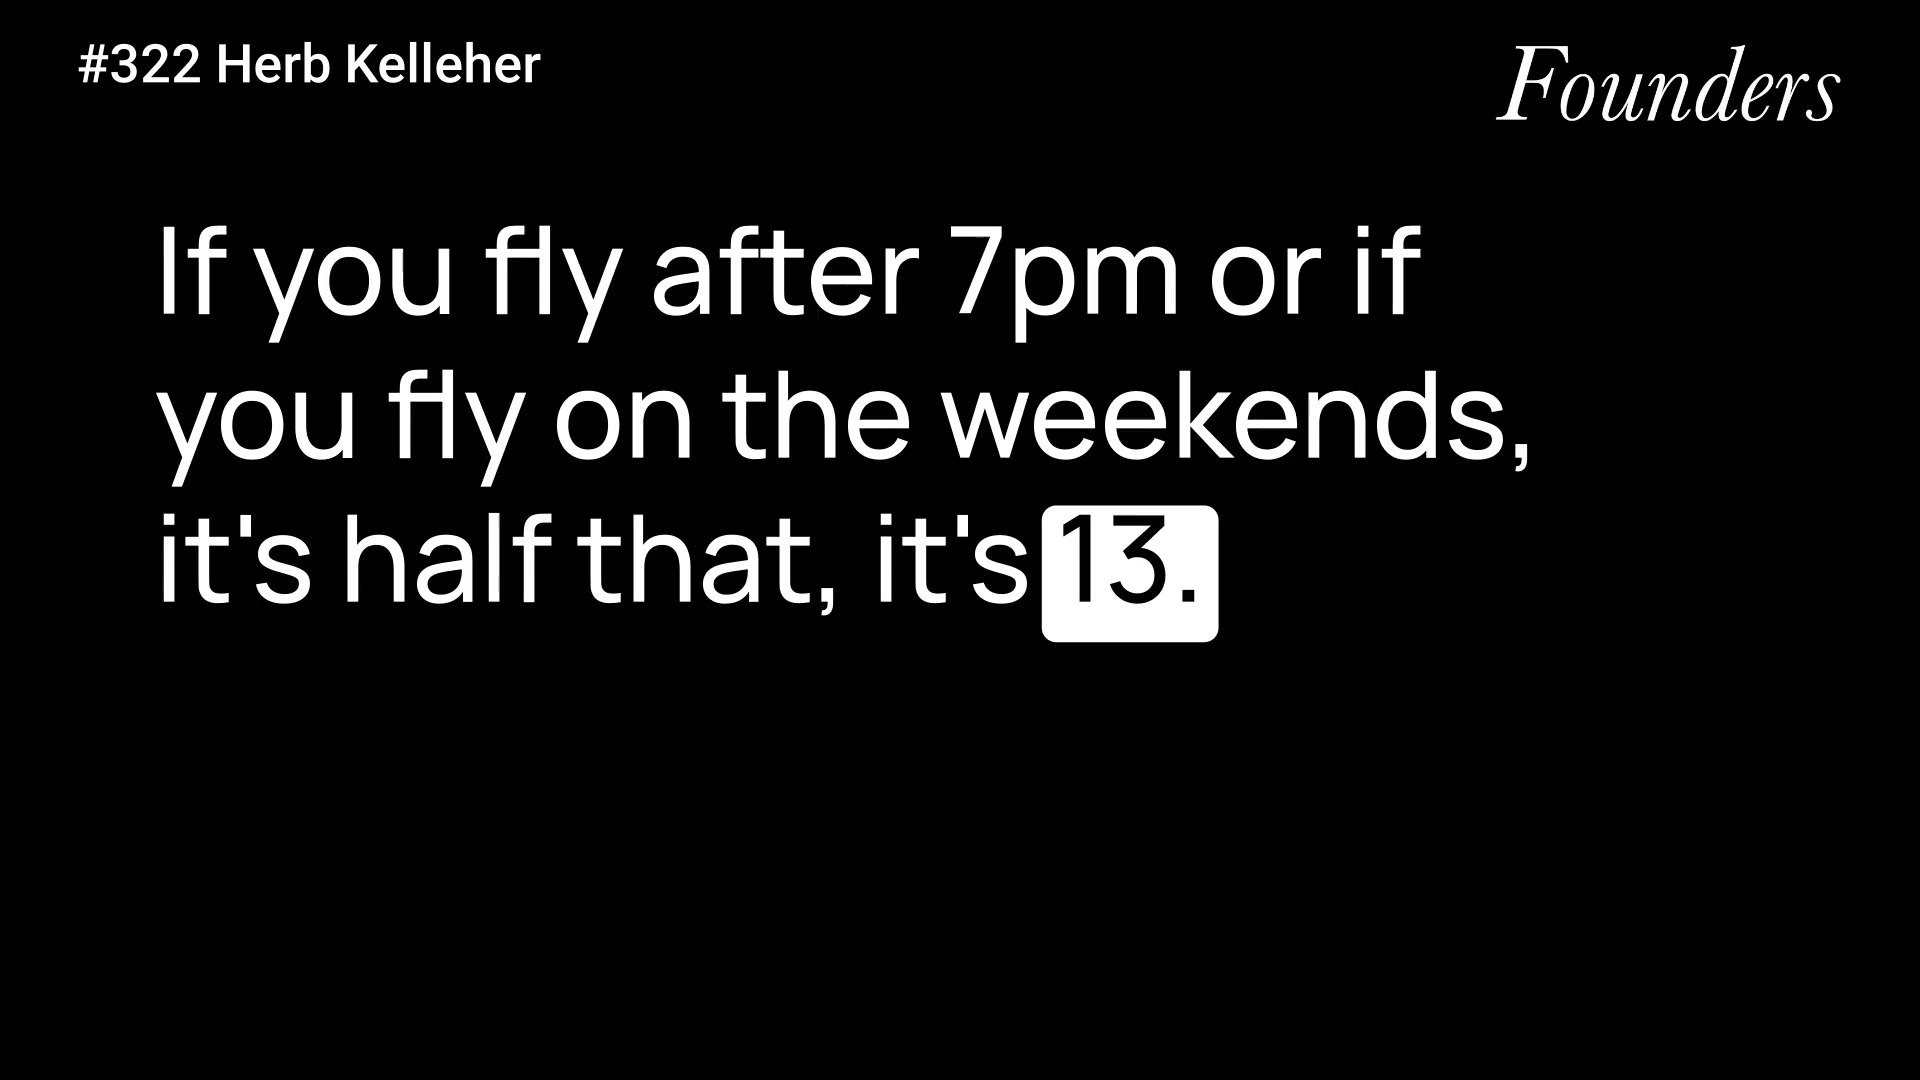 #322 Herb Kelleher
Founders
If you fly after 7pm or if
you fly on the weekends,
it's half that, it's 13.